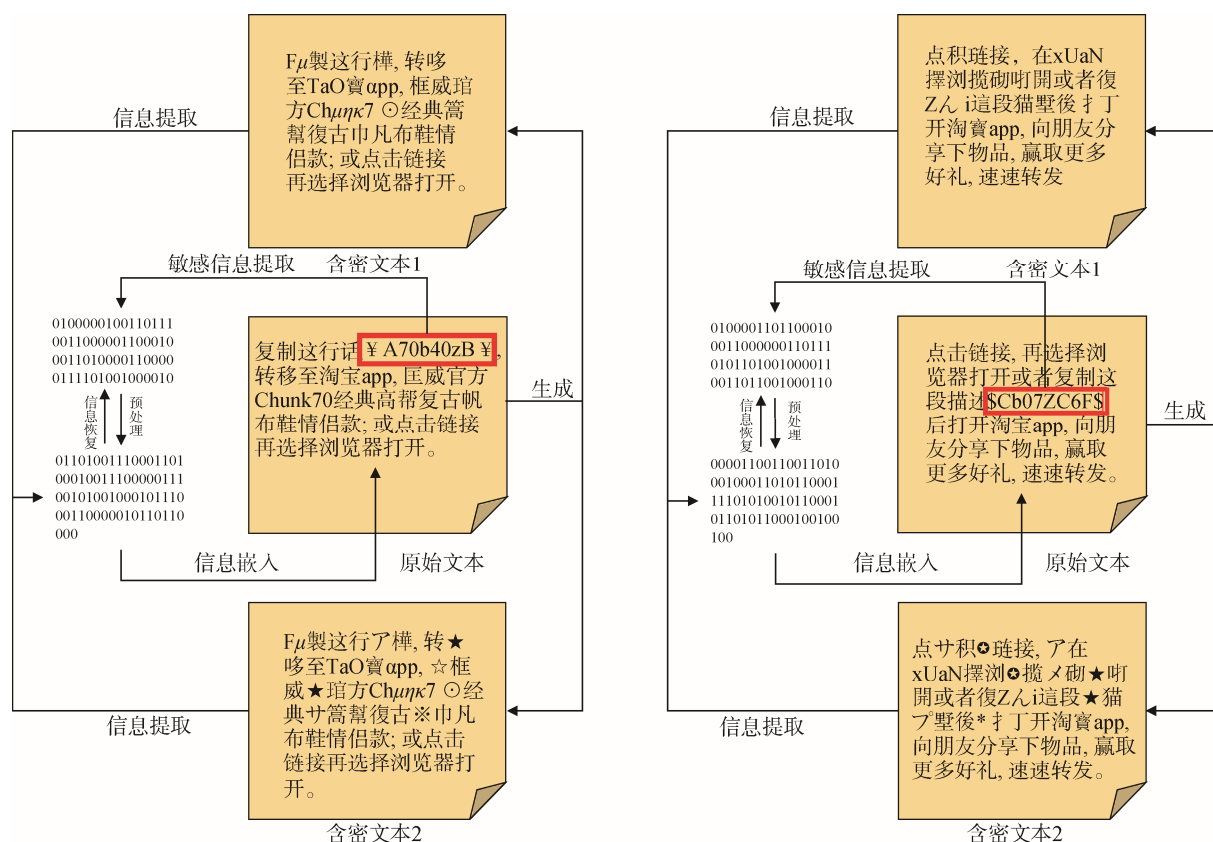 Fμ製这行樺, 转哆
至TaO寶αpp, 框威琯
方Chμηκ7 ⊙经典篙
幫復古巾凡布鞋情
侣款; 或点击链接
再选择浏览器打开。
信息提取
敏感信息提取
含密文本1
0100000100110111
0011000001100010
0011010000110000
0111101001000010
信息恢复
预处理
01101001110001101
00010011100000111
00101001000101110
00110000010110110
000
复制这行话 ¥ A70b40zB ¥,
转移至淘宝app, 匡威官方
Chunk70经典高帮复古帆
布鞋情侣款; 或点击链接
再选择浏览器打开。
生成
信息嵌入
原始文本
Fμ製这行ア樺, 转★
哆至TaO寶αpp, ☆框
威★琯方Chμηκ7 ⊙经
典サ篙幫復古※巾凡
布鞋情侣款; 或点击
链接再选择浏览器打
开。
信息提取
含密文本2
点积琏接, 在xUaN
擇浏揽砌咑開或者復
Zん i這段猫墅後扌丁
开淘寳app, 向朋友分
享下物品, 赢取更多
好礼, 速速转发
信息提取
敏感信息提取
含密文本1
0100001101100010
0011000000110111
0101101001000011
0011011001000110
信息恢复
预处理
0000110011001​1010
0010001101011​0001
1110101001011​0001
0110101100010​0100
100
点击链接, 再选择浏
览器打开或者复制这
段描述$Cb07ZC6F$
后打开淘宝app, 向朋
友分享下物品, 赢取
更多好礼, 速速转发。
生成
信息嵌入
原始文本
点サ积✪琏接, ア在
xUaN擇浏✪揽メ砌★咑
開或者復Zんi這段★猫
プ墅後*扌丁开淘寳app,
向朋友分享下物品, 赢取
更多好礼, 速速转发。
信息提取
含密文本2